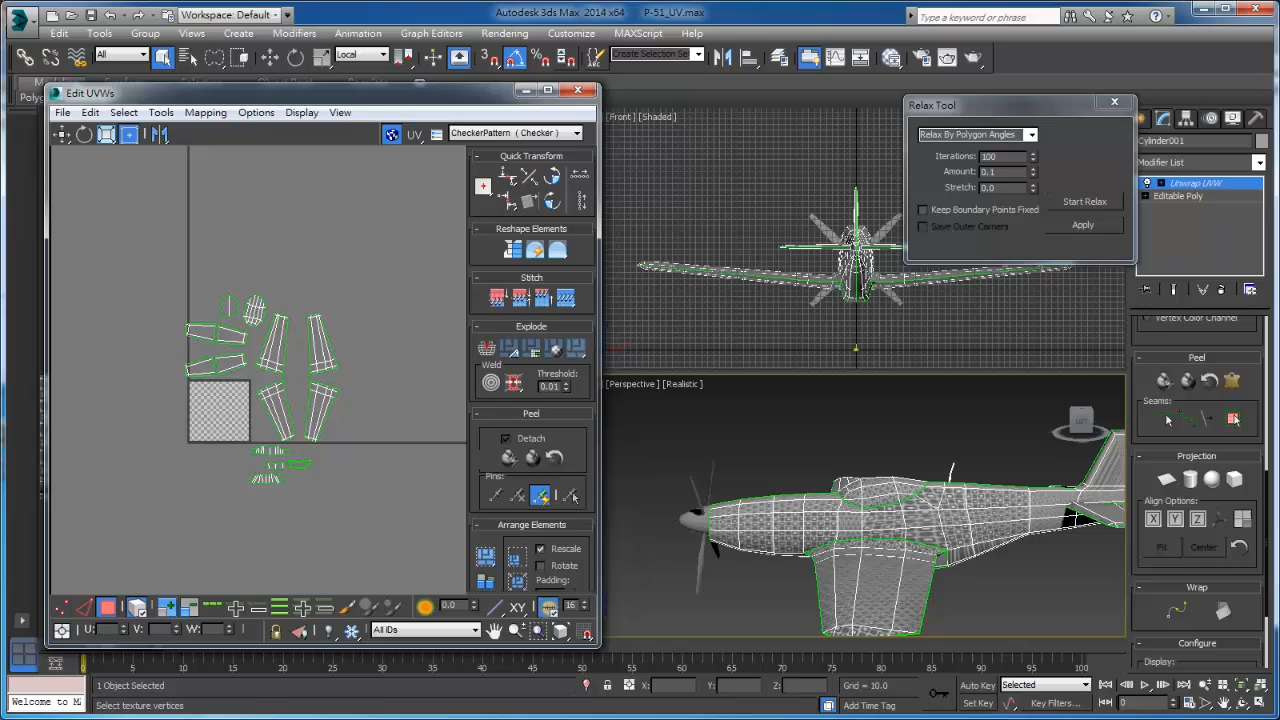 Workspace: Default
Autodesk 3ds Max 2014 x64 P-51_UV.max
Type a keyword or phrase
Edit Tools Group Views Create Modifiers Animation Graph Editors Rendering Customize MAXScript Help
All
Local
Create Selection Se
Edit UVWs
File Edit Select Tools Mapping Options Display View
UV
CheckerPattern ( Checker )
Quick Transform
Reshape Elements
Stitch
Explode
Weld
Threshold:
0.01
Peel
Detach
Pins:
Arrange Elements
Rescale
Rotate
Padding:
0.0
XY
16
U: V: W:
All IDs
[Front] [Shaded]
[Perspective] [Realistic]
LEFT
Relax Tool
Relax By Polygon Angles
Iterations: 100
Amount: 0.1
Stretch: 0.0
Start Relax
Keep Boundary Points Fixed
Save Outer Corners
Apply
Cylinder001
Modifier List
Unwrap UVW
Editable Poly
Vertex Color Channel
Peel
Seams:
Projection
Align Options:
X Y Z
Fit Center
Wrap
Configure
Display:
0 5 10 15 20 25 30 35 40 45 50 55 60 65 70 75 80 85 90 95 100
1 Object Selected
X: Y: Z:
Grid = 10.0
Auto Key
Selected
Welcome to M
Select texture vertices
Add Time Tag
Set Key
Key Filters...
0